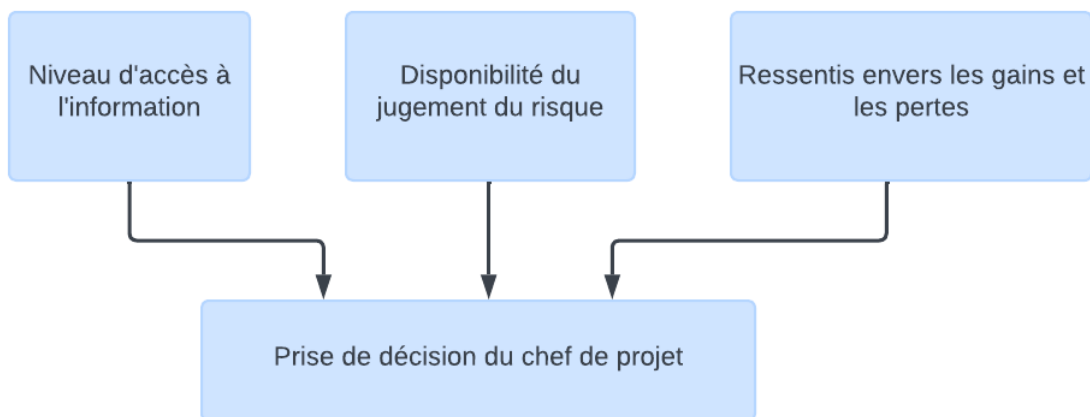 Niveau d'accès à
l'information
Disponibilité du
jugement du risque
Ressentis envers les gains et
les pertes
Prise de décision du chef de projet